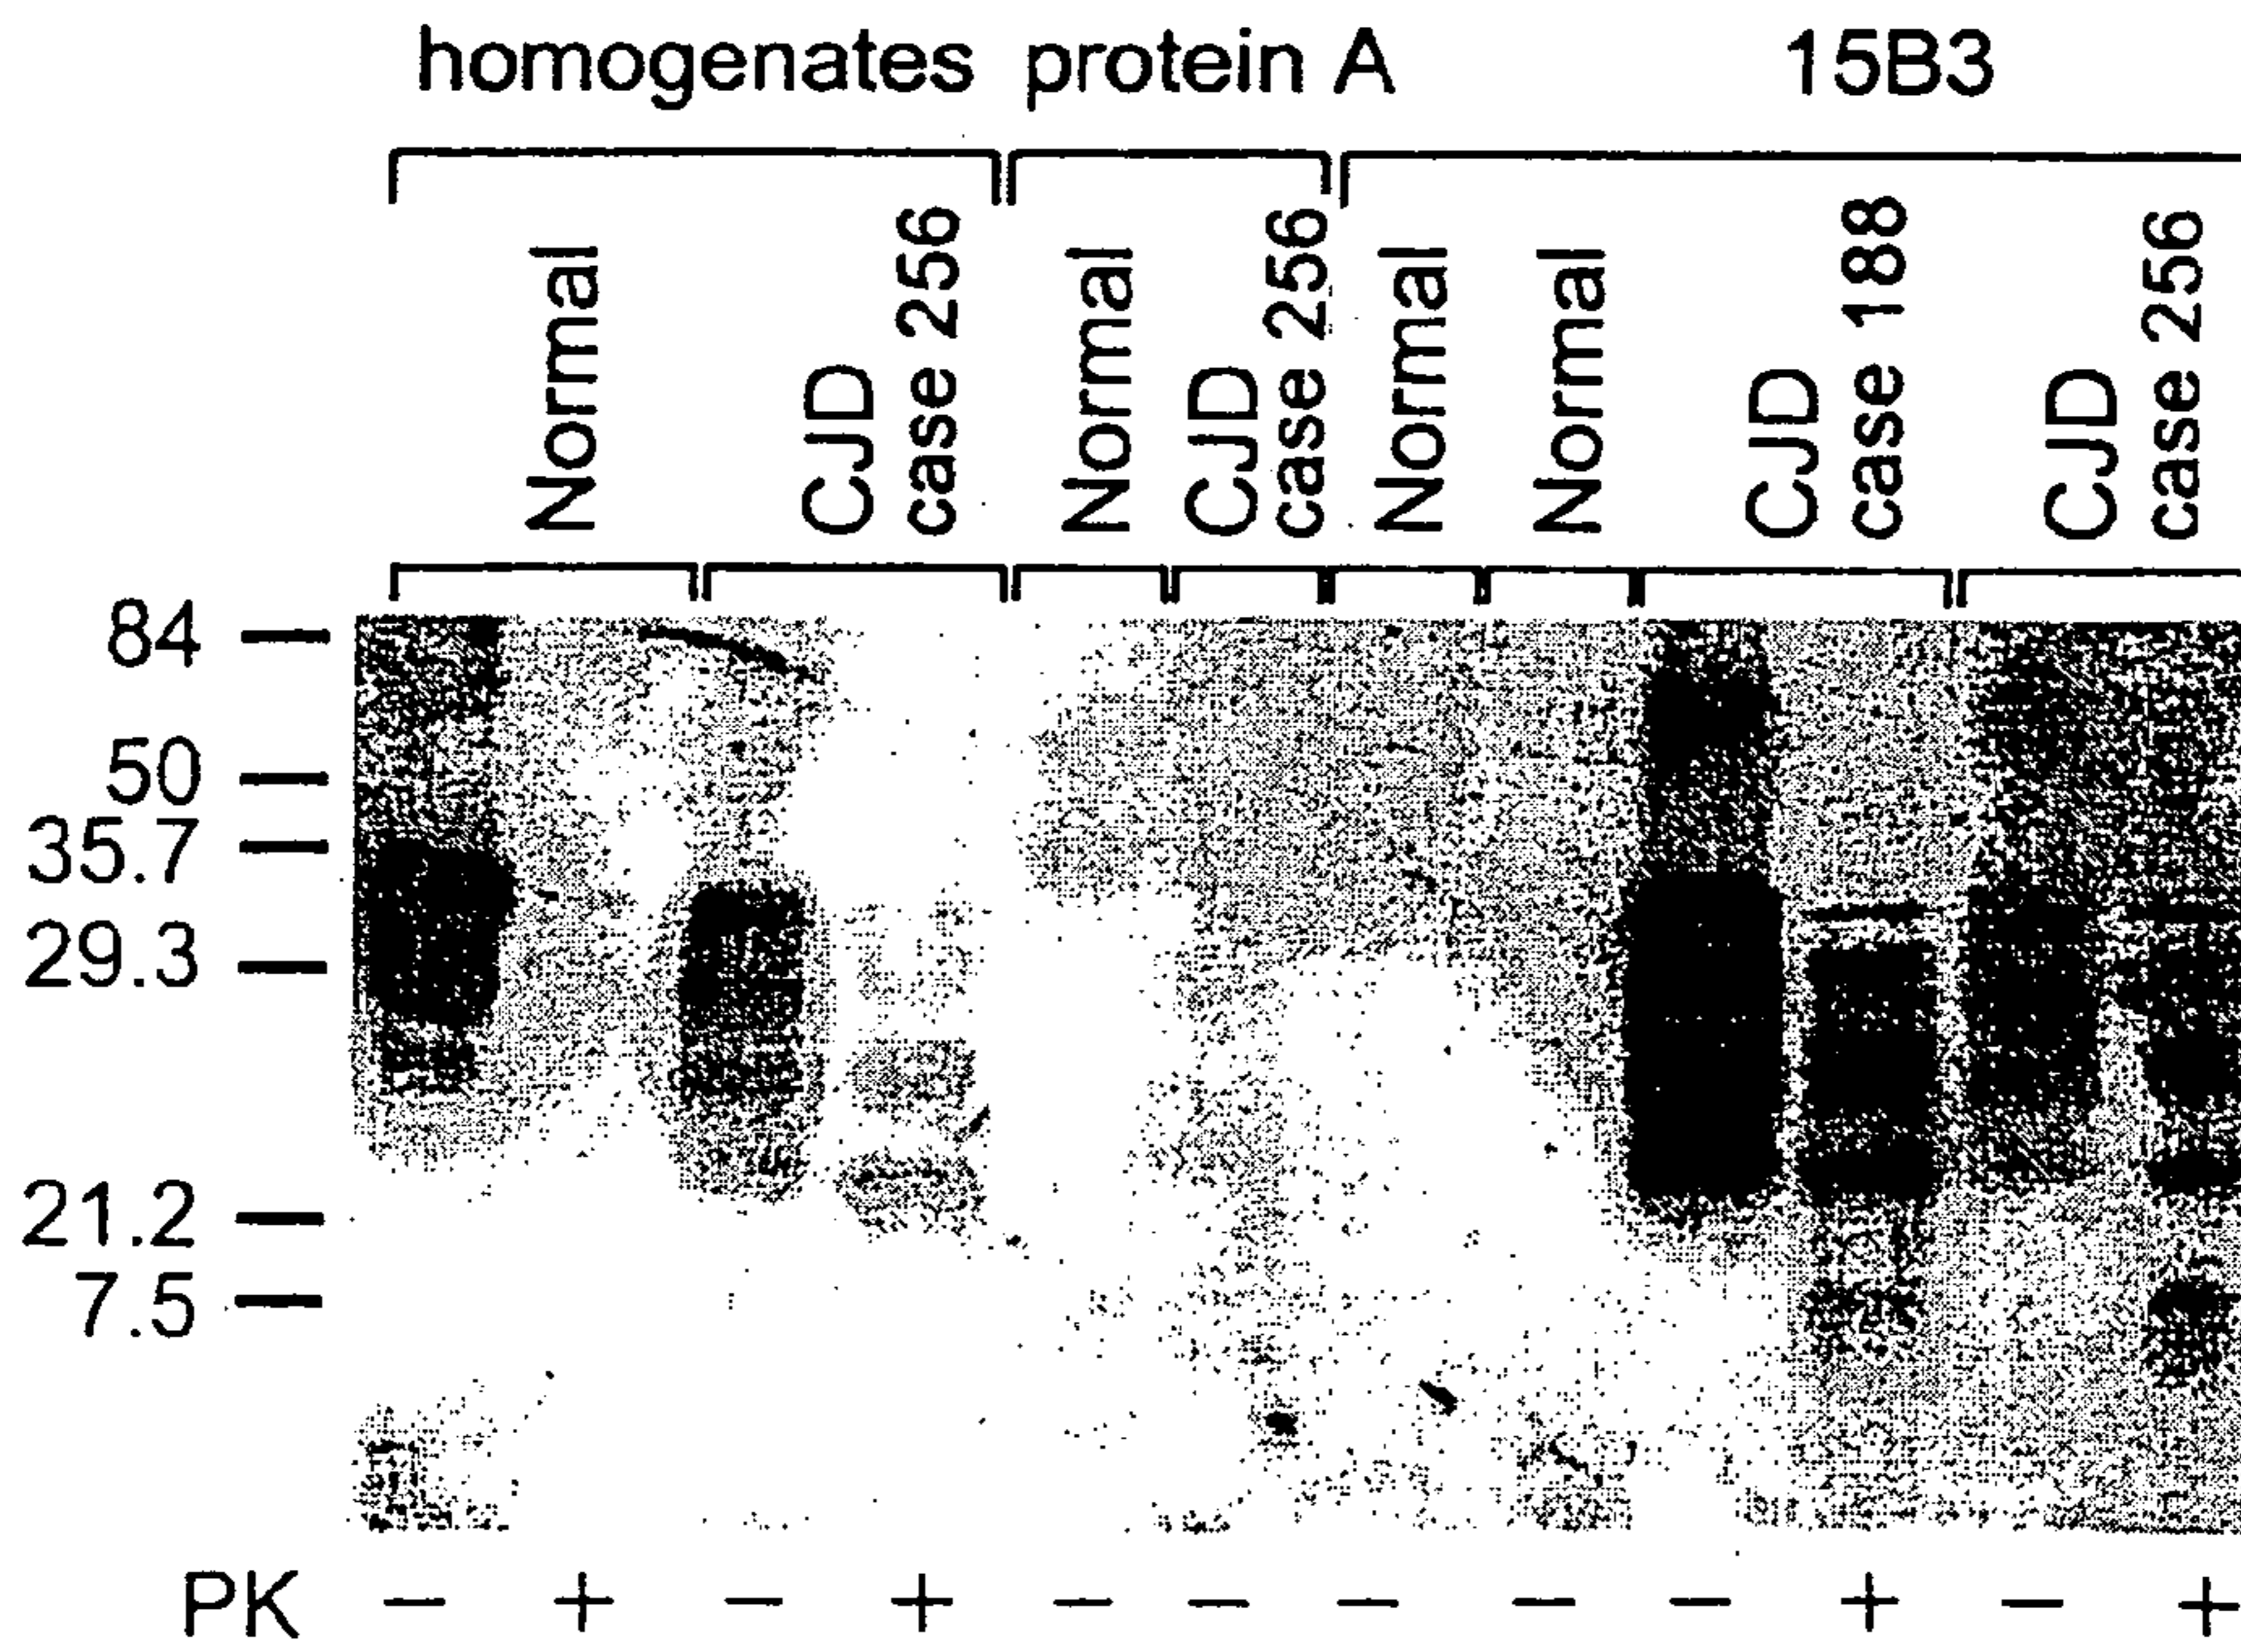 homogenates protein A 15B3
Normal
CJD
case 256
Normal
CJD
case 256
Normal
Normal
CJD
case 188
CJD
case 256
84 —
50 —
35.7 —
29.3 —
21.2 —
7.5 —
PK − + − + − − − − − + − +